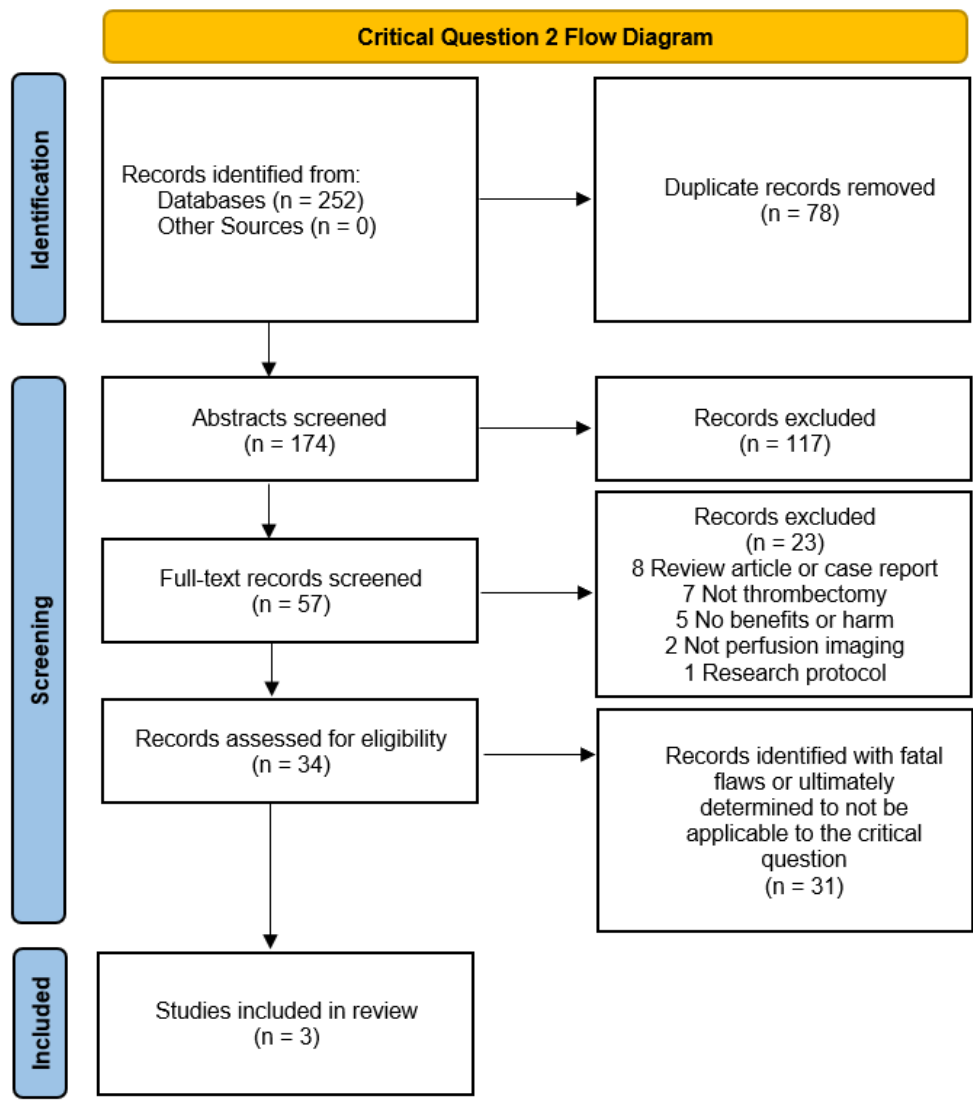 Critical Question 2 Flow Diagram
Identification
Records identified from:
Databases (n = 252)
Other Sources (n = 0)
Duplicate records removed
(n = 78)
Screening
Abstracts screened
(n = 174)
Records excluded
(n = 117)
Full-text records screened
(n = 57)
Records excluded
(n = 23)
8 Review article or case report
7 Not thrombectomy
5 No benefits or harm
2 Not perfusion imaging
1 Research protocol
Records assessed for eligibility
(n = 34)
Records identified with fatal
flaws or ultimately
determined to not be
applicable to the critical
question
(n = 31)
Included
Studies included in review
(n = 3)